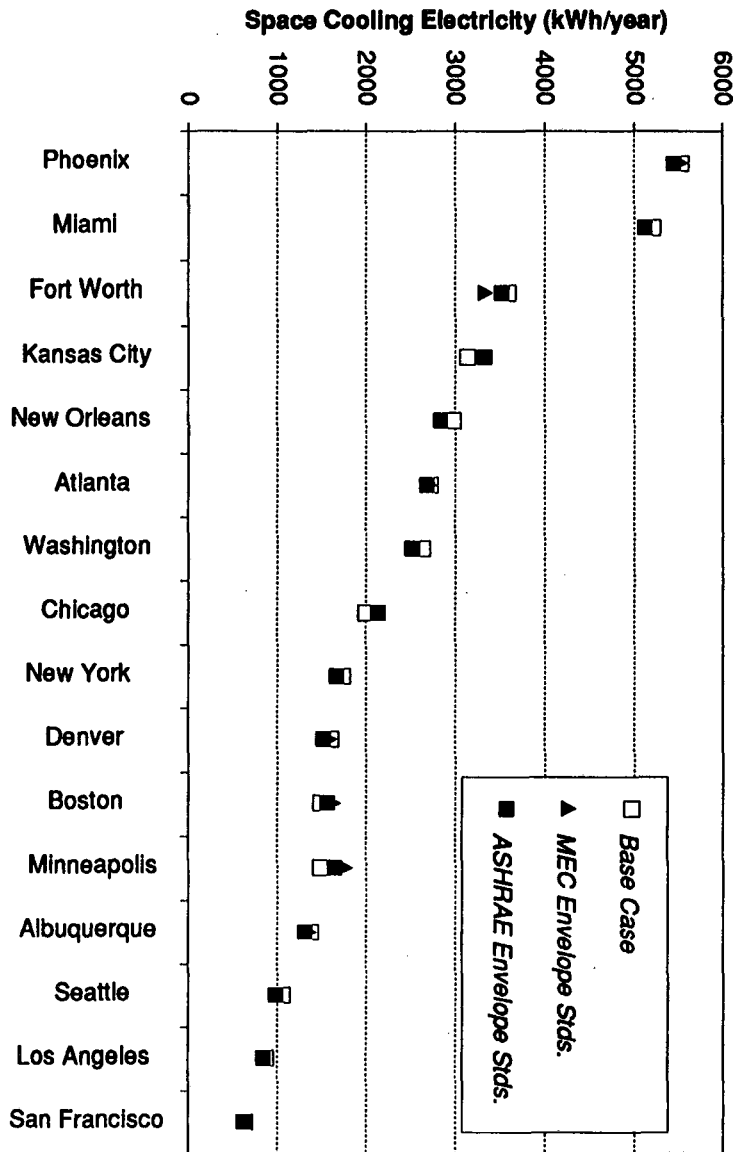 Space Cooling Electricity (kWh/year)
0
1000
2000
3000
4000
5000
6000
Phoenix
Miami
Fort Worth
Kansas City
New Orleans
Atlanta
Washington
Chicago
New York
Denver
Boston
Minneapolis
Albuquerque
Seattle
Los Angeles
San Francisco
Base Case
MEC Envelope Stds.
ASHRAE Envelope Stds.